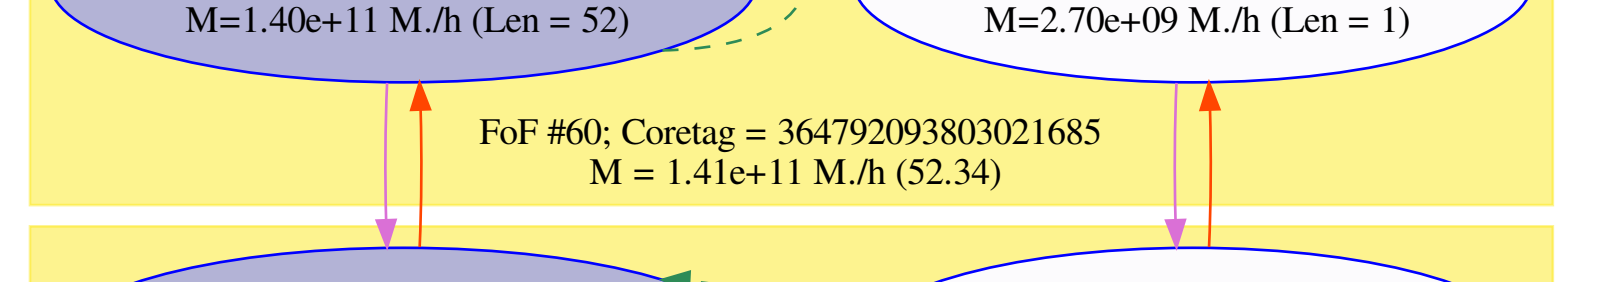 M=1.40e+11 M./h (Len = 52)
M=2.70e+09 M./h (Len = 1)
FoF #60; Coretag = 364792093803021685
M = 1.41e+11 M./h (52.34)